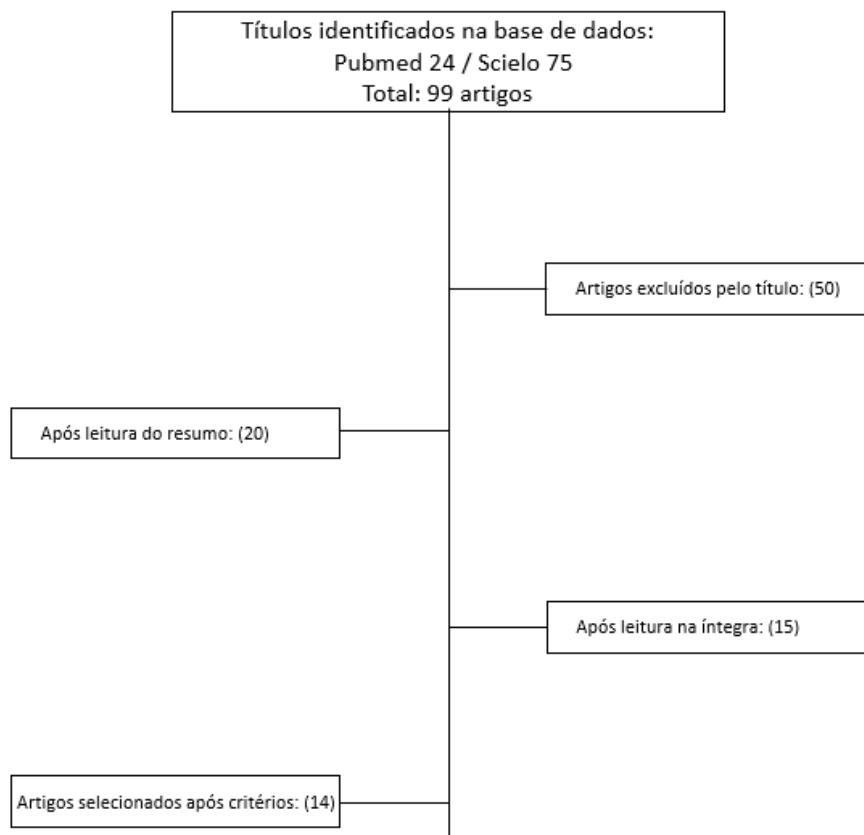 Títulos identificados na base de dados:
Pubmed 24 / Scielo 75
Total: 99 artigos
Artigos excluídos pelo título: (50)
Após leitura do resumo: (20)
Após leitura na íntegra: (15)
Artigos selecionados após critérios: (14)